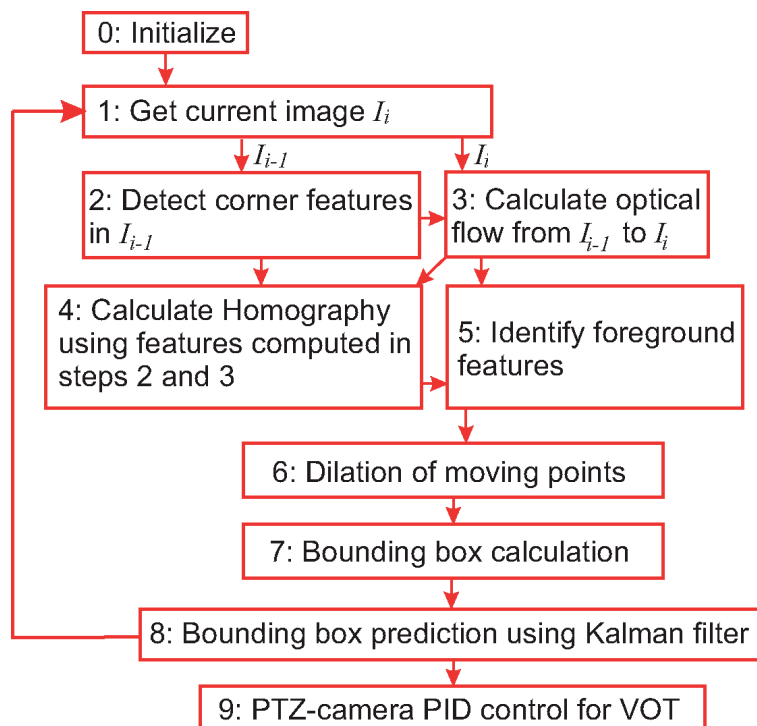 0: Initialize
1: Get current image Ii
Ii-1
Ii
2: Detect corner features
in Ii-1
3: Calculate optical
flow from Ii-1 to Ii
4: Calculate Homography
using features computed in
steps 2 and 3
5: Identify foreground
features
6: Dilation of moving points
7: Bounding box calculation
8: Bounding box prediction using Kalman filter
9: PTZ-camera PID control for VOT